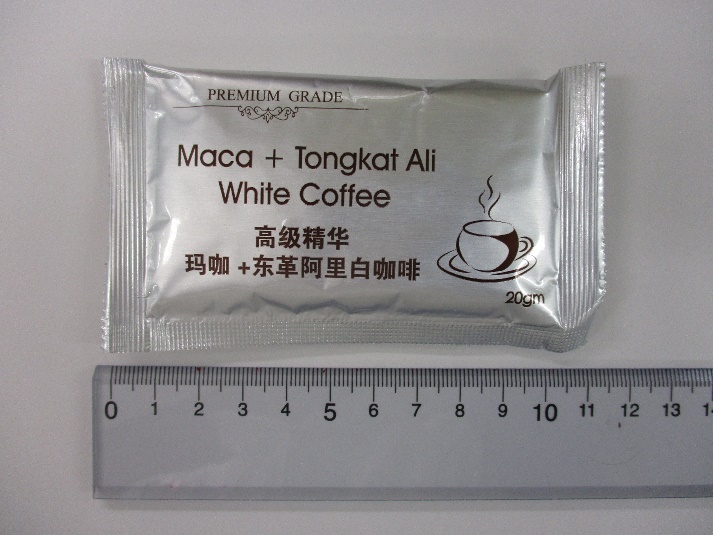 PREMIUM GRADE
Maca + Tongkat Ali
White Coffee
高级精华
玛咖 +东革阿里白咖啡
20gm
0 1 2 3 4 5 6 7 8 9 10 11 12 13 14